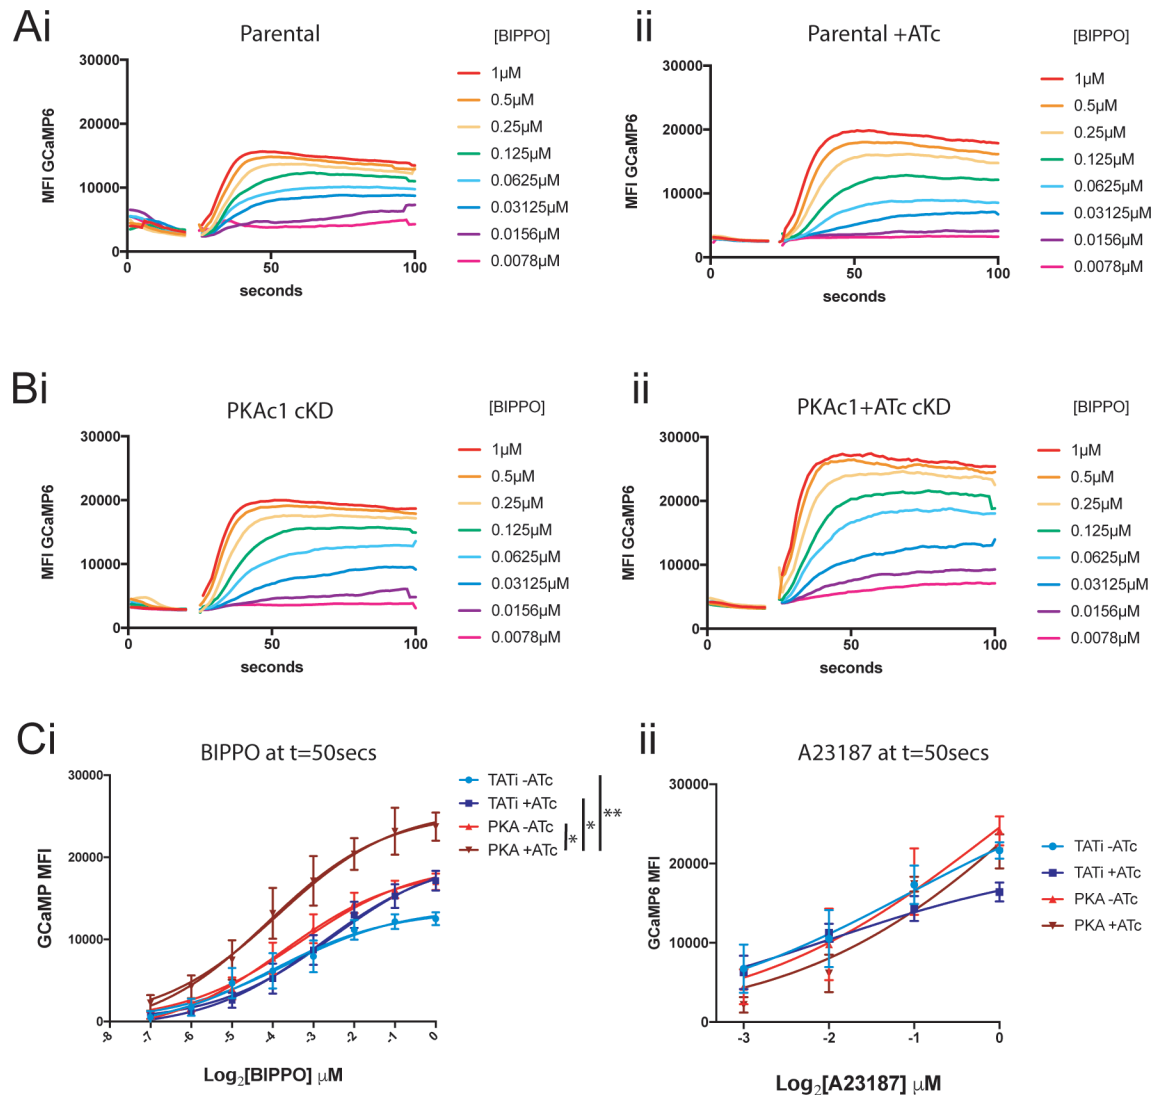 Ai
Parental
[BIPPO]
MFI GCaMP6
30000
20000
10000
0
0
50
100
seconds
1µM
0.5µM
0.25µM
0.125µM
0.0625µM
0.03125µM
0.0156µM
0.0078µM
ii
Parental +ATc
[BIPPO]
MFI GCaMP6
30000
20000
10000
0
0
50
100
seconds
1µM
0.5µM
0.25µM
0.125µM
0.0625µM
0.03125µM
0.0156µM
0.0078µM
Bi
PKAc1 cKD
[BIPPO]
MFI GCaMP6
30000
20000
10000
0
0
50
100
seconds
1µM
0.5µM
0.25µM
0.125µM
0.0625µM
0.03125µM
0.0156µM
0.0078µM
ii
PKAc1+ATc cKD
[BIPPO]
MFI GCaMP6
30000
20000
10000
0
0
50
100
seconds
1µM
0.5µM
0.25µM
0.125µM
0.0625µM
0.03125µM
0.0156µM
0.0078µM
Ci
BIPPO at t=50secs
GCaMP MFI
30000
20000
10000
0
-8
-7
-6
-5
-4
-3
-2
-1
0
Log₂[BIPPO] µM
TATi -ATc
TATi +ATc
PKA -ATc
PKA +ATc
*
*
**
ii
A23187 at t=50secs
GCaMP6 MFI
30000
20000
10000
0
-3
-2
-1
0
Log₂[A23187] µM
TATi -ATc
TATi +ATc
PKA -ATc
PKA +ATc